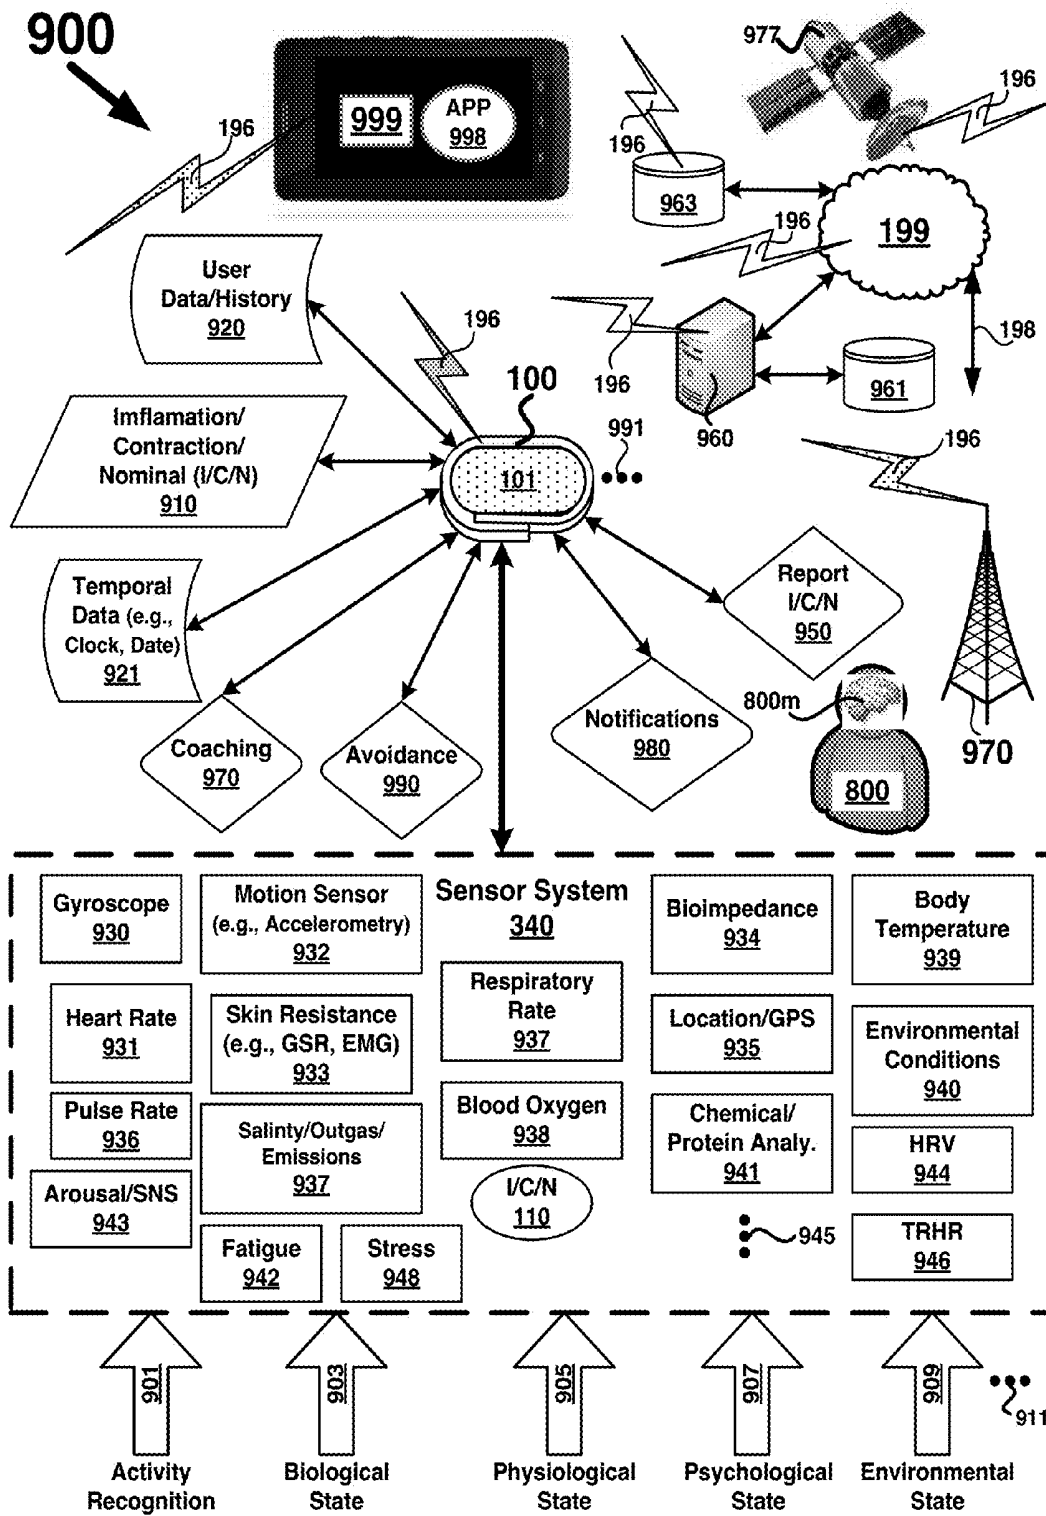 900
196
999
APP
998
977
196
196
963
196
199
User
Data/History
920
196
196
198
961
960
Imflamation/
Contraction/
Nominal (I/C/N)
910
100
101
991
196
Temporal
Data (e.g.,
Clock, Date)
921
Report
I/C/N
950
Coaching
970
Avoidance
990
Notifications
980
800m
800
970
Sensor System
340
Gyroscope
930
Motion Sensor
(e.g., Accelerometry)
932
Bioimpedance
934
Body
Temperature
939
Heart Rate
931
Skin Resistance
(e.g., GSR, EMG)
933
Respiratory
Rate
937
Location/GPS
935
Environmental
Conditions
940
Pulse Rate
936
Salinty/Outgas/
Emissions
937
Blood Oxygen
938
Chemical/
Protein Analy.
941
HRV
944
Arousal/SNS
943
I/C/N
110
945
TRHR
946
Fatigue
942
Stress
948
901
903
905
907
909
911
Activity
Recognition
Biological
State
Physiological
State
Psychological
State
Environmental
State